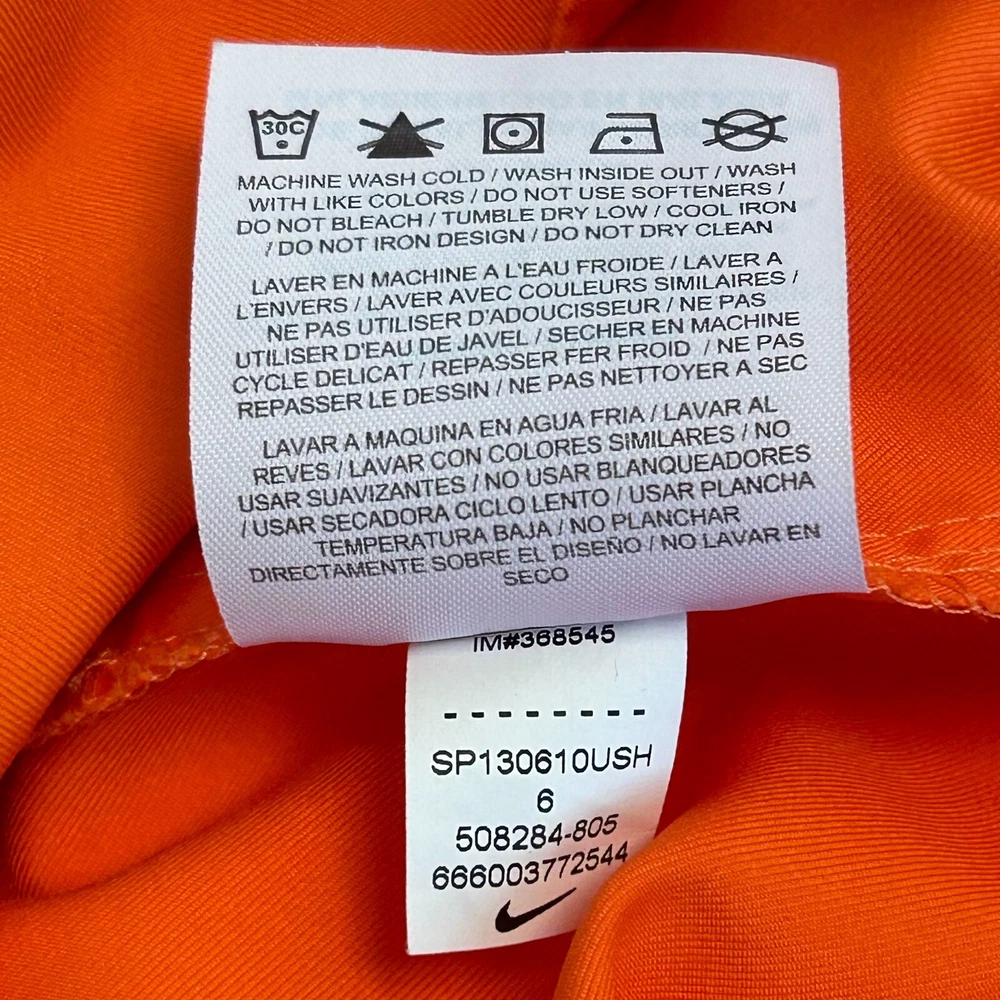 30C
MACHINE WASH COLD / WASH INSIDE OUT / WASH
WITH LIKE COLORS / DO NOT USE SOFTENERS /
DO NOT BLEACH / TUMBLE DRY LOW / COOL IRON
/ DO NOT IRON DESIGN / DO NOT DRY CLEAN
LAVER EN MACHINE A L'EAU FROIDE / LAVER A
L'ENVERS / LAVER AVEC COULEURS SIMILAIRES /
NE PAS UTILISER D'ADOUCISSEUR / NE PAS
UTILISER D'EAU DE JAVEL / SECHER EN MACHINE
CYCLE DELICAT / REPASSER FER FROID / NE PAS
REPASSER LE DESSIN / NE PAS NETTOYER A SEC
LAVAR A MAQUINA EN AGUA FRIA / LAVAR AL
REVES / LAVAR CON COLORES SIMILARES / NO
USAR SUAVIZANTES / NO USAR BLANQUEADORES
/ USAR SECADORA CICLO LENTO / USAR PLANCHA
TEMPERATURA BAJA / NO PLANCHAR
DIRECTAMENTE SOBRE EL DISEÑO / NO LAVAR EN
SECO
IM#368545
--------
SP130610USH
6
508284-805
666003772544